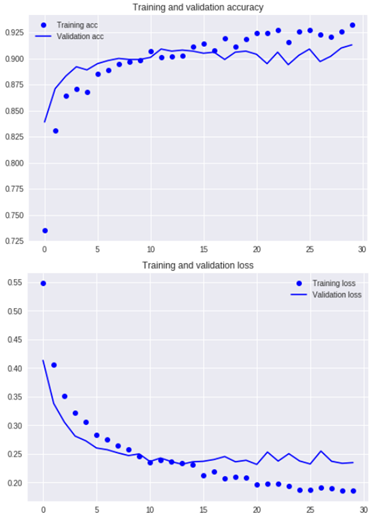 Training and validation accuracy
Training acc
Validation acc
0.925
0.900
0.875
0.850
0.825
0.800
0.775
0.750
0.725
0 5 10 15 20 25 30
Training and validation loss
Training loss
Validation loss
0.55
0.50
0.45
0.40
0.35
0.30
0.25
0.20
0 5 10 15 20 25 30